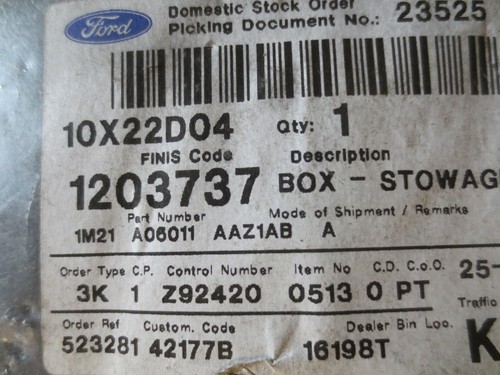 Ford
Domestic Stock Order
Picking Document No.: 23525
10X22D04 Qty: 1
FINIS Code Description
1203737 BOX - STOWAG
Part Number Mode of Shipment / Remarks
1M21 A06011 AAZ1AB A
Order Type C.P. Control Number Item No C.D. C.o.O. 25-
3K 1 Z92420 0513 0 PT
Traffic
Order Ref Custom. Code Dealer Bin Loc. K
523281 42177B 16198T